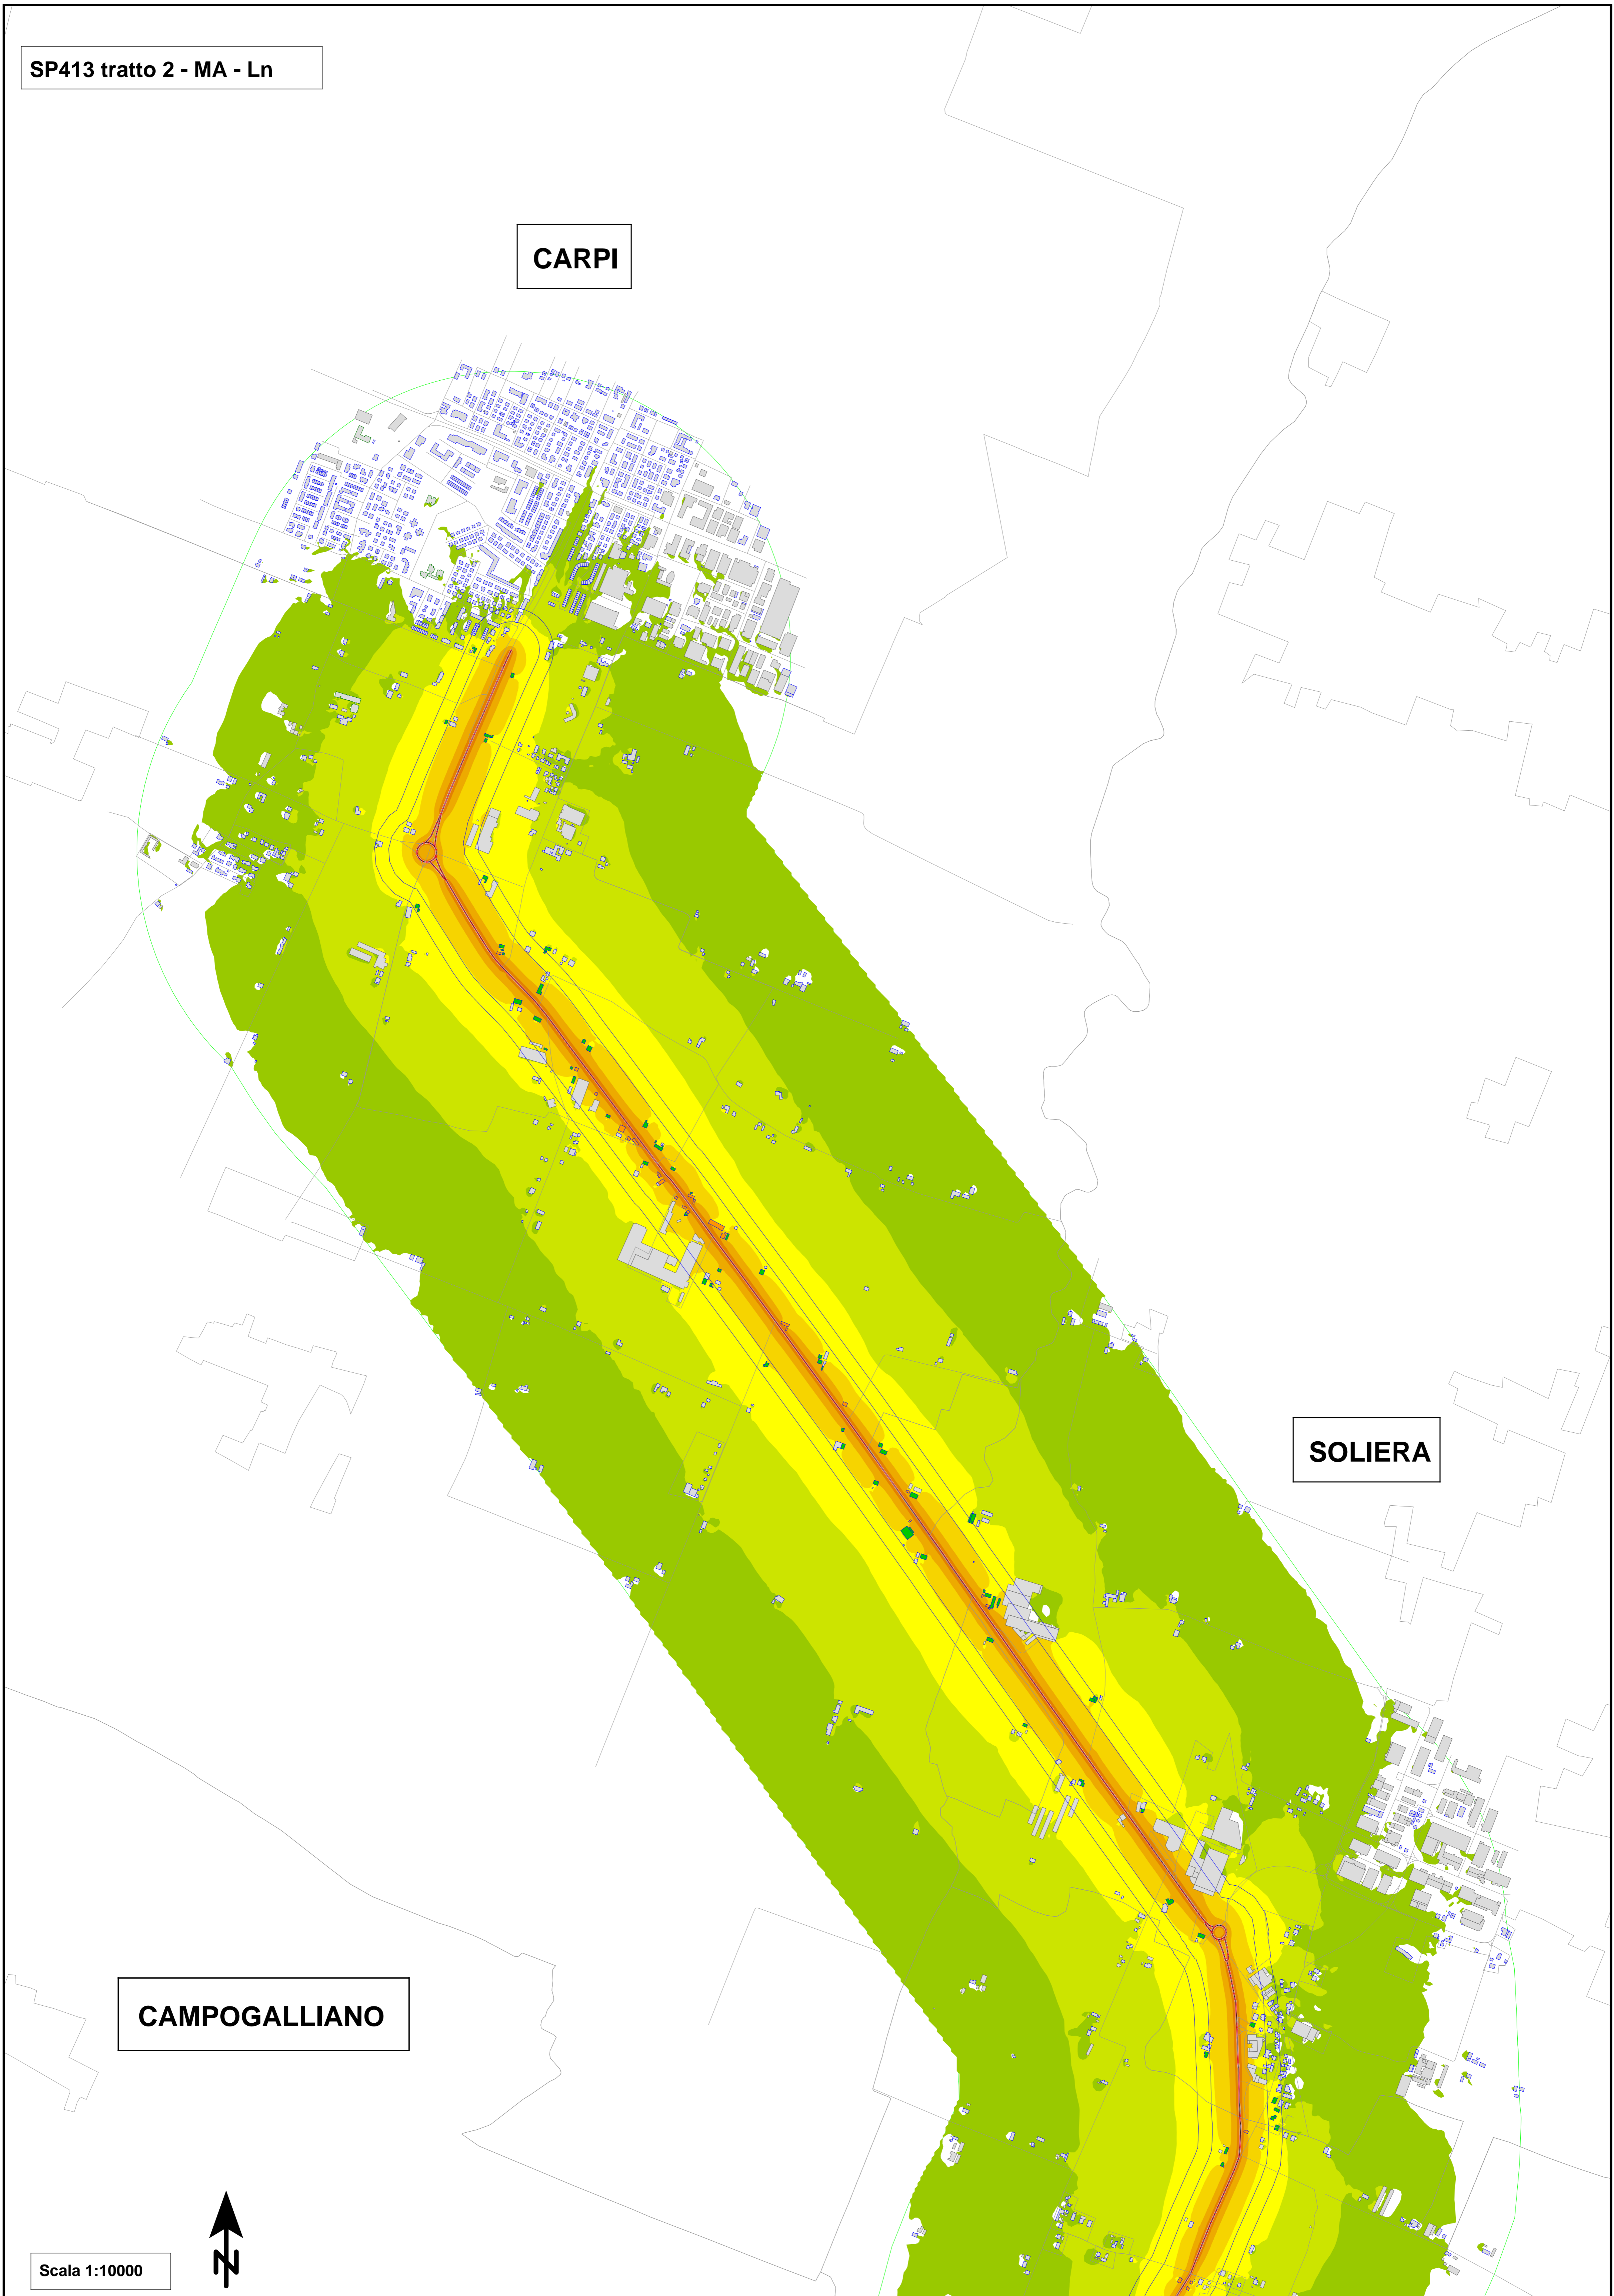 SP413 tratto 2 - MA - Ln
CARPI
SOLIERA
CAMPOGALLIANO
Scala 1:10000
N